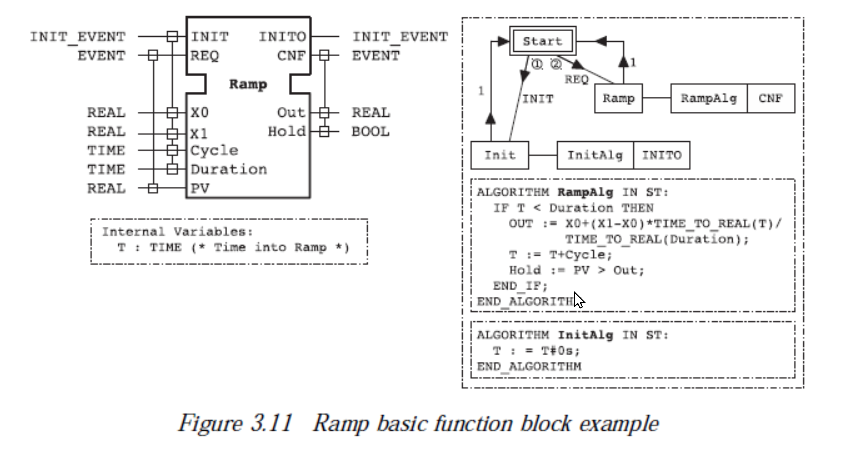 INIT_EVENT INIT INITO INIT_EVENT
EVENT REQ CNF EVENT
Ramp
REAL X0 Out REAL
REAL X1 Hold BOOL
TIME Cycle
TIME Duration
REAL PV
Internal Variables:
T : TIME (* Time into Ramp *)
Start
① ②
REQ
1
1
INIT
Ramp RampAlg CNF
Init InitAlg INITO
ALGORITHM RampAlg IN ST:
IF T < Duration THEN
OUT := X0+(X1-X0)*TIME_TO_REAL(T)/
TIME_TO_REAL(Duration);
T := T+Cycle;
Hold := PV > Out;
END_IF;
END_ALGORITHM
ALGORITHM InitAlg IN ST:
T : = T#0s;
END_ALGORITHM
Figure 3.11 Ramp basic function block example